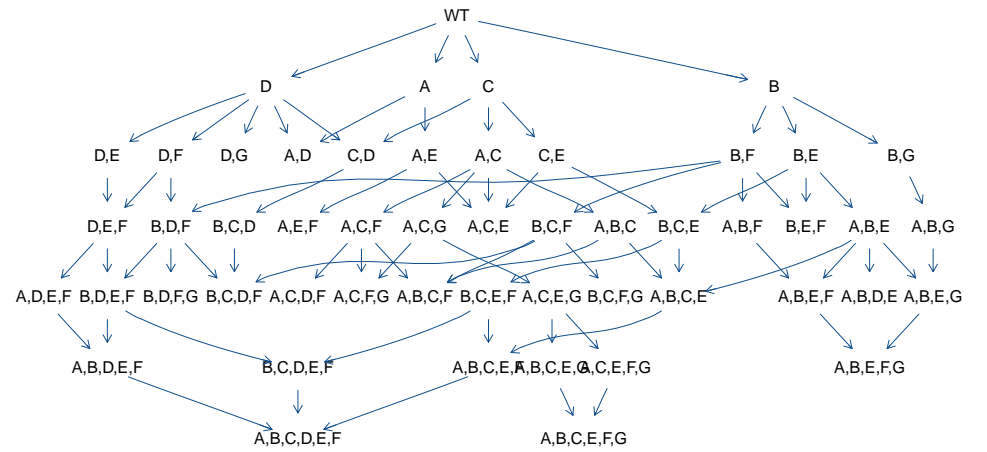 WT
D A C B
D,E D,F D,G A,D C,D A,E A,C C,E B,F B,E B,G
D,E,F B,D,F B,C,D A,E,F A,C,F A,C,G A,C,E B,C,F A,B,C B,C,E A,B,F B,E,F A,B,E A,B,G
A,D,E,F B,D,E,F B,D,F,G B,C,D,F A,C,D,F A,C,F,G A,B,C,F B,C,E,F A,C,E,G B,C,F,G A,B,C,E A,B,E,F A,B,D,E A,B,E,G
A,B,D,E,F B,C,D,E,F A,B,C,E,F A,B,C,E,G A,C,E,F,G A,B,E,F,G
A,B,C,D,E,F A,B,C,E,F,G